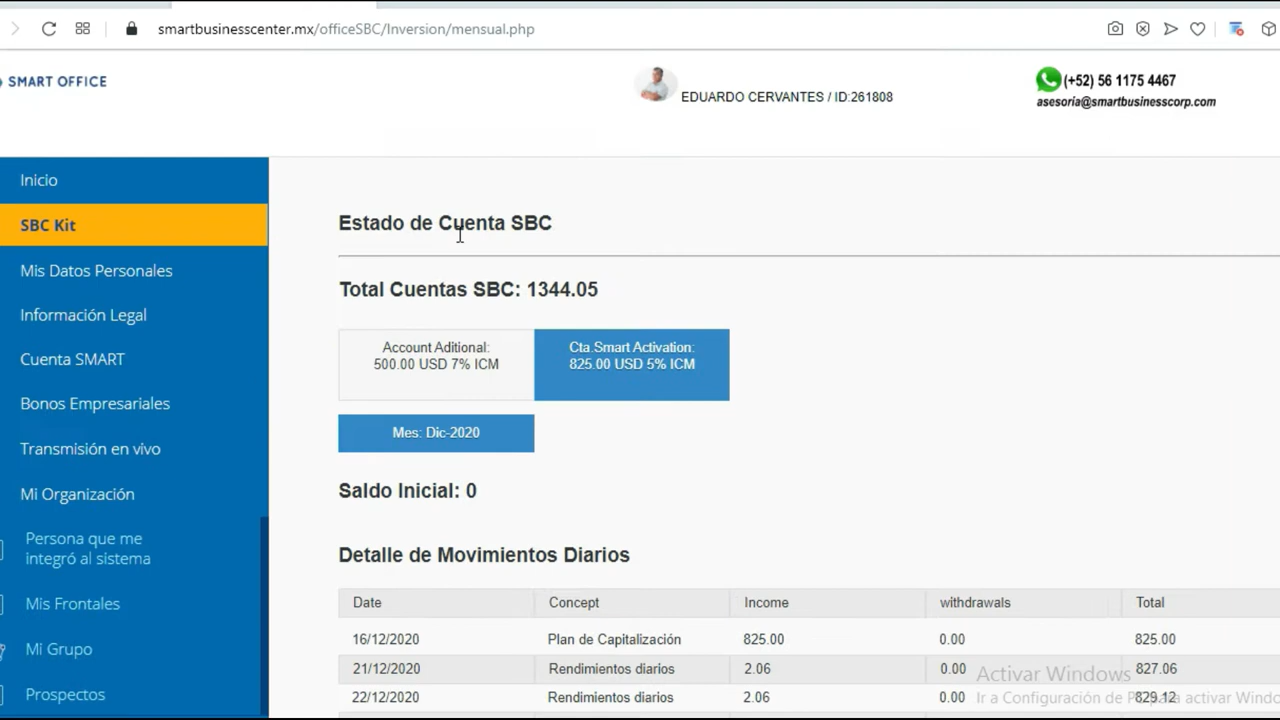 smartbusinesscenter.mx/officeSBC/Inversion/mensual.php
SMART OFFICE
EDUARDO CERVANTES / ID:261808
(+52) 56 1175 4467
asesoria@smartbusinesscorp.com
Inicio
SBC Kit
Mis Datos Personales
Información Legal
Cuenta SMART
Bonos Empresariales
Transmisión en vivo
Mi Organización
Persona que me
integró al sistema
Mis Frontales
Mi Grupo
Prospectos
Estado de Cuenta SBC
Total Cuentas SBC: 1344.05
Account Aditional:
500.00 USD 7% ICM
Cta Smart Activation:
825.00 USD 5% ICM
Mes: Dic-2020
Saldo Inicial: 0
Detalle de Movimientos Diarios
Date Concept Income withdrawals Total
16/12/2020 Plan de Capitalización 825.00 0.00 825.00
21/12/2020 Rendimientos diarios 2.06 0.00 827.06
22/12/2020 Rendimientos diarios 2.06 0.00 829.12
Activar Windows
Ir a Configuración de PC para activar Windo